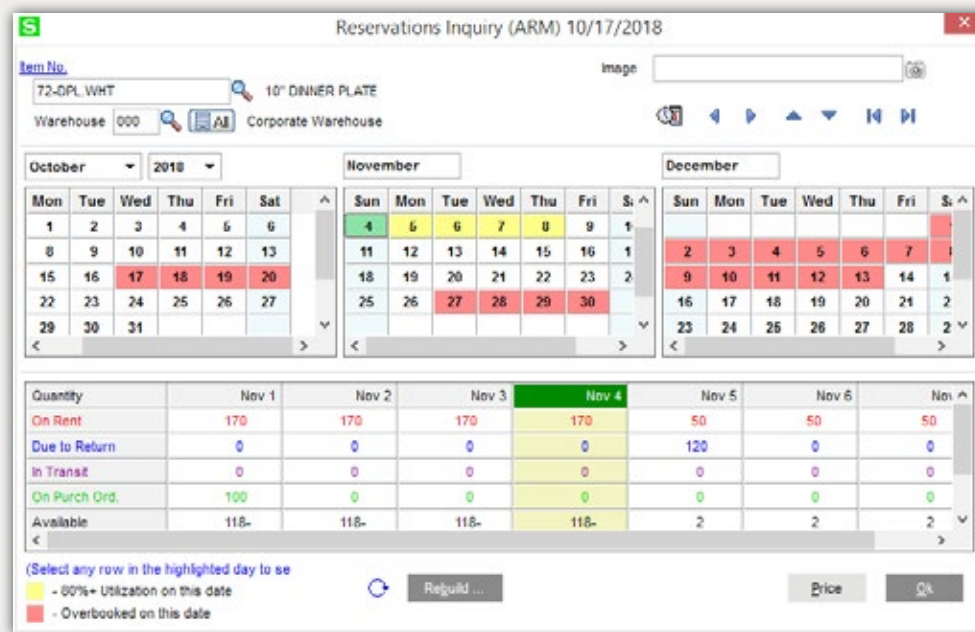 S
Reservations Inquiry (ARM) 10/17/2018
Item No.
72-DPL WHT
10" DINNER PLATE
Image
Warehouse 000 All Corporate Warehouse
October 2018 November December
Mon Tue Wed Thu Fri Sat
1 2 3 4 5 6
8 9 10 11 12 13
15 16 17 18 19 20
22 23 24 25 26 27
29 30 31
Sun Mon Tue Wed Thu Fri
4 5 6 7 8 9
11 12 13 14 15 16
18 19 20 21 22 23
25 26 27 28 29 30
Sun Mon Tue Wed Thu Fri
2 3 4 5 6 7
9 10 11 12 13 14
16 17 18 19 20 21
23 24 25 26 27 28
Quantity Nov 1 Nov 2 Nov 3 Nov 4 Nov 5 Nov 6
On Rent 170 170 170 170 50 50 50
Due to Return 0 0 0 0 120 0 0
In Transit 0 0 0 0 0 0 0
On Purch Ord. 100 0 0 0 0 0 0
Available 118- 118- 118- 118- 2 2 2
(Select any row in the highlighted day to se
- 80%+ Utilization on this date
- Overbooked on this date
Rebuild ...
Price
Ok